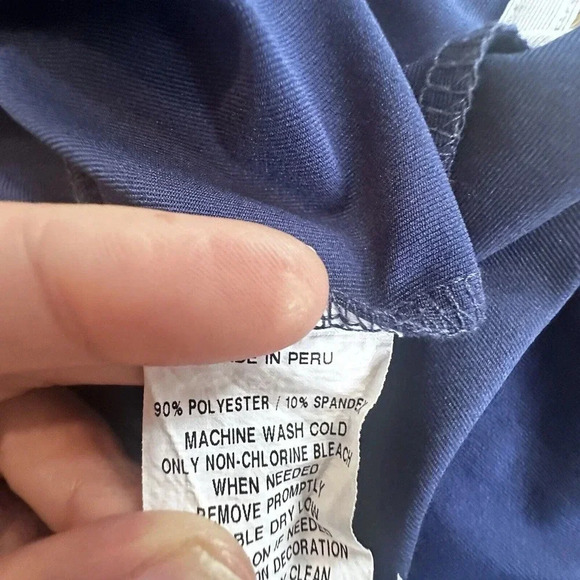 IN PERU
90% POLYESTER / 10% SPANDEX
MACHINE WASH COLD
ONLY NON-CHLORINE BLEACH
WHEN NEEDED
REMOVE PROMPTLY
DRY
IF NEEDED
DECORATION
CLEAN